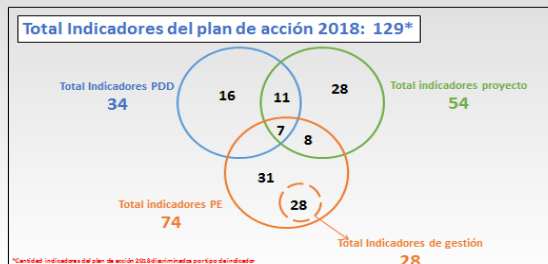 Total Indicadores del plan de acción 2018: 129*
Total Indicadores PDD
34
16
11
28
Total indicadores proyecto
54
7
8
31
28
Total indicadores PE
74
Total Indicadores de gestión
28
*Cantidad indicadores del plan de acción 2018 discriminados por tipo de indicador